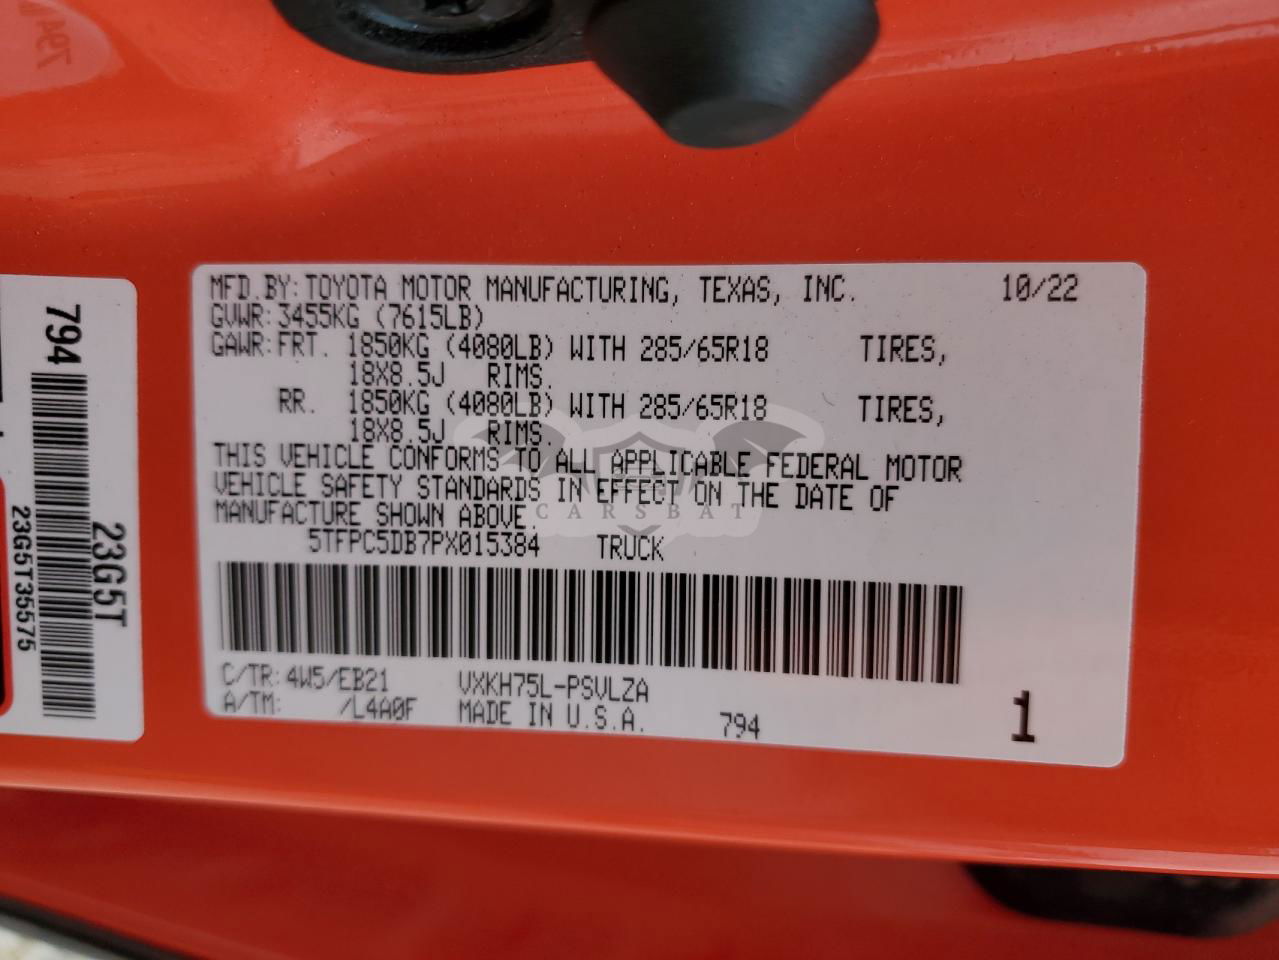 MFD. BY: TOYOTA MOTOR MANUFACTURING, TEXAS, INC. 10/22
GVWR: 3455KG (7615LB)
GAWR: FRT. 1850KG (4080LB) WITH 285/65R18 TIRES,
18X8.5J RIMS.
RR. 1850KG (4080LB) WITH 285/65R18 TIRES,
18X8.5J RIMS.
THIS VEHICLE CONFORMS TO ALL APPLICABLE FEDERAL MOTOR
VEHICLE SAFETY STANDARDS IN EFFECT ON THE DATE OF
MANUFACTURE SHOWN ABOVE.
CARSBAT
5TFPC5DB7PX015384 TRUCK
C/TR: 4W5/EB21 VXKH75L-PSVLZA
A/TM: /L4A0F MADE IN U.S.A. 794
1
794
23G5T
23G5T35575
794